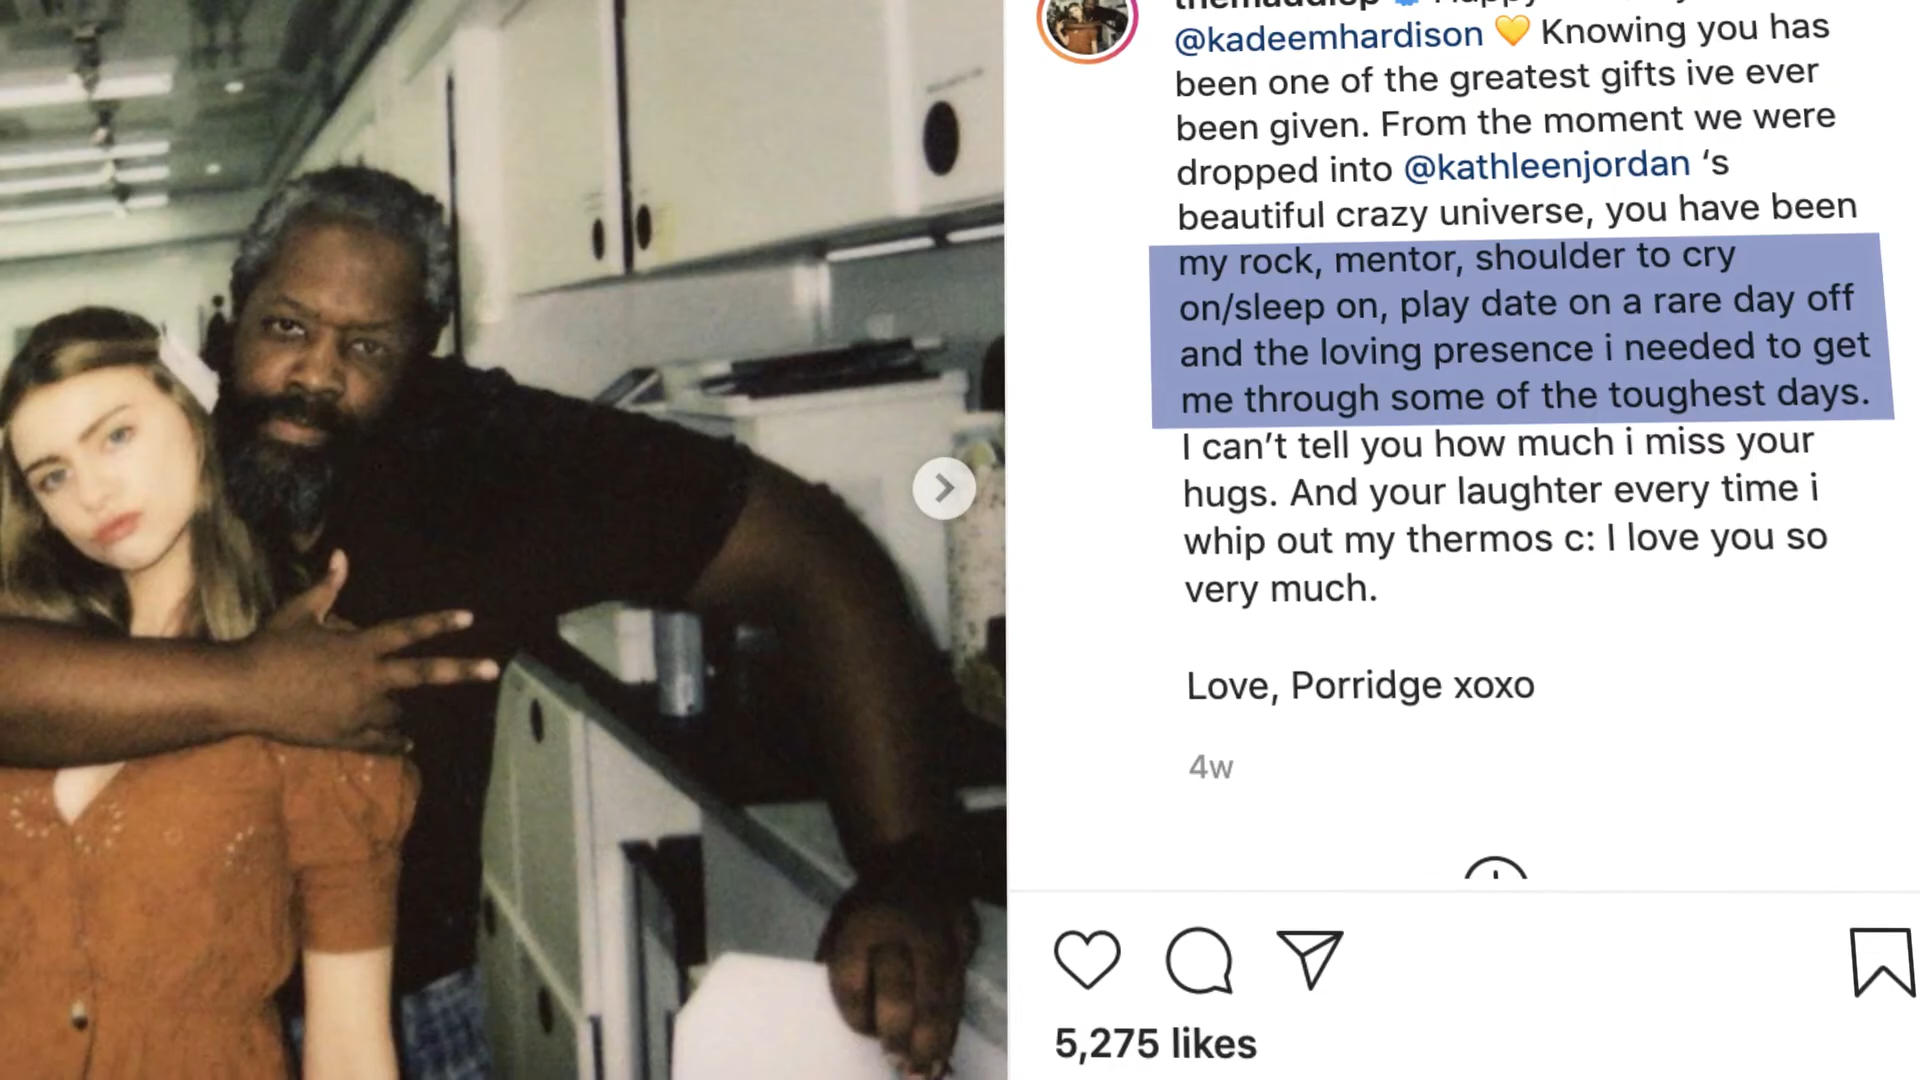 @kadeemhardison 💛 Knowing you has
been one of the greatest gifts ive ever
been given. From the moment we were
dropped into @kathleenjordan ‘s
beautiful crazy universe, you have been
my rock, mentor, shoulder to cry
on/sleep on, play date on a rare day off
and the loving presence i needed to get
me through some of the toughest days.
I can’t tell you how much i miss your
hugs. And your laughter every time i
whip out my thermos c: I love you so
very much.
Love, Porridge xoxo
4w
5,275 likes